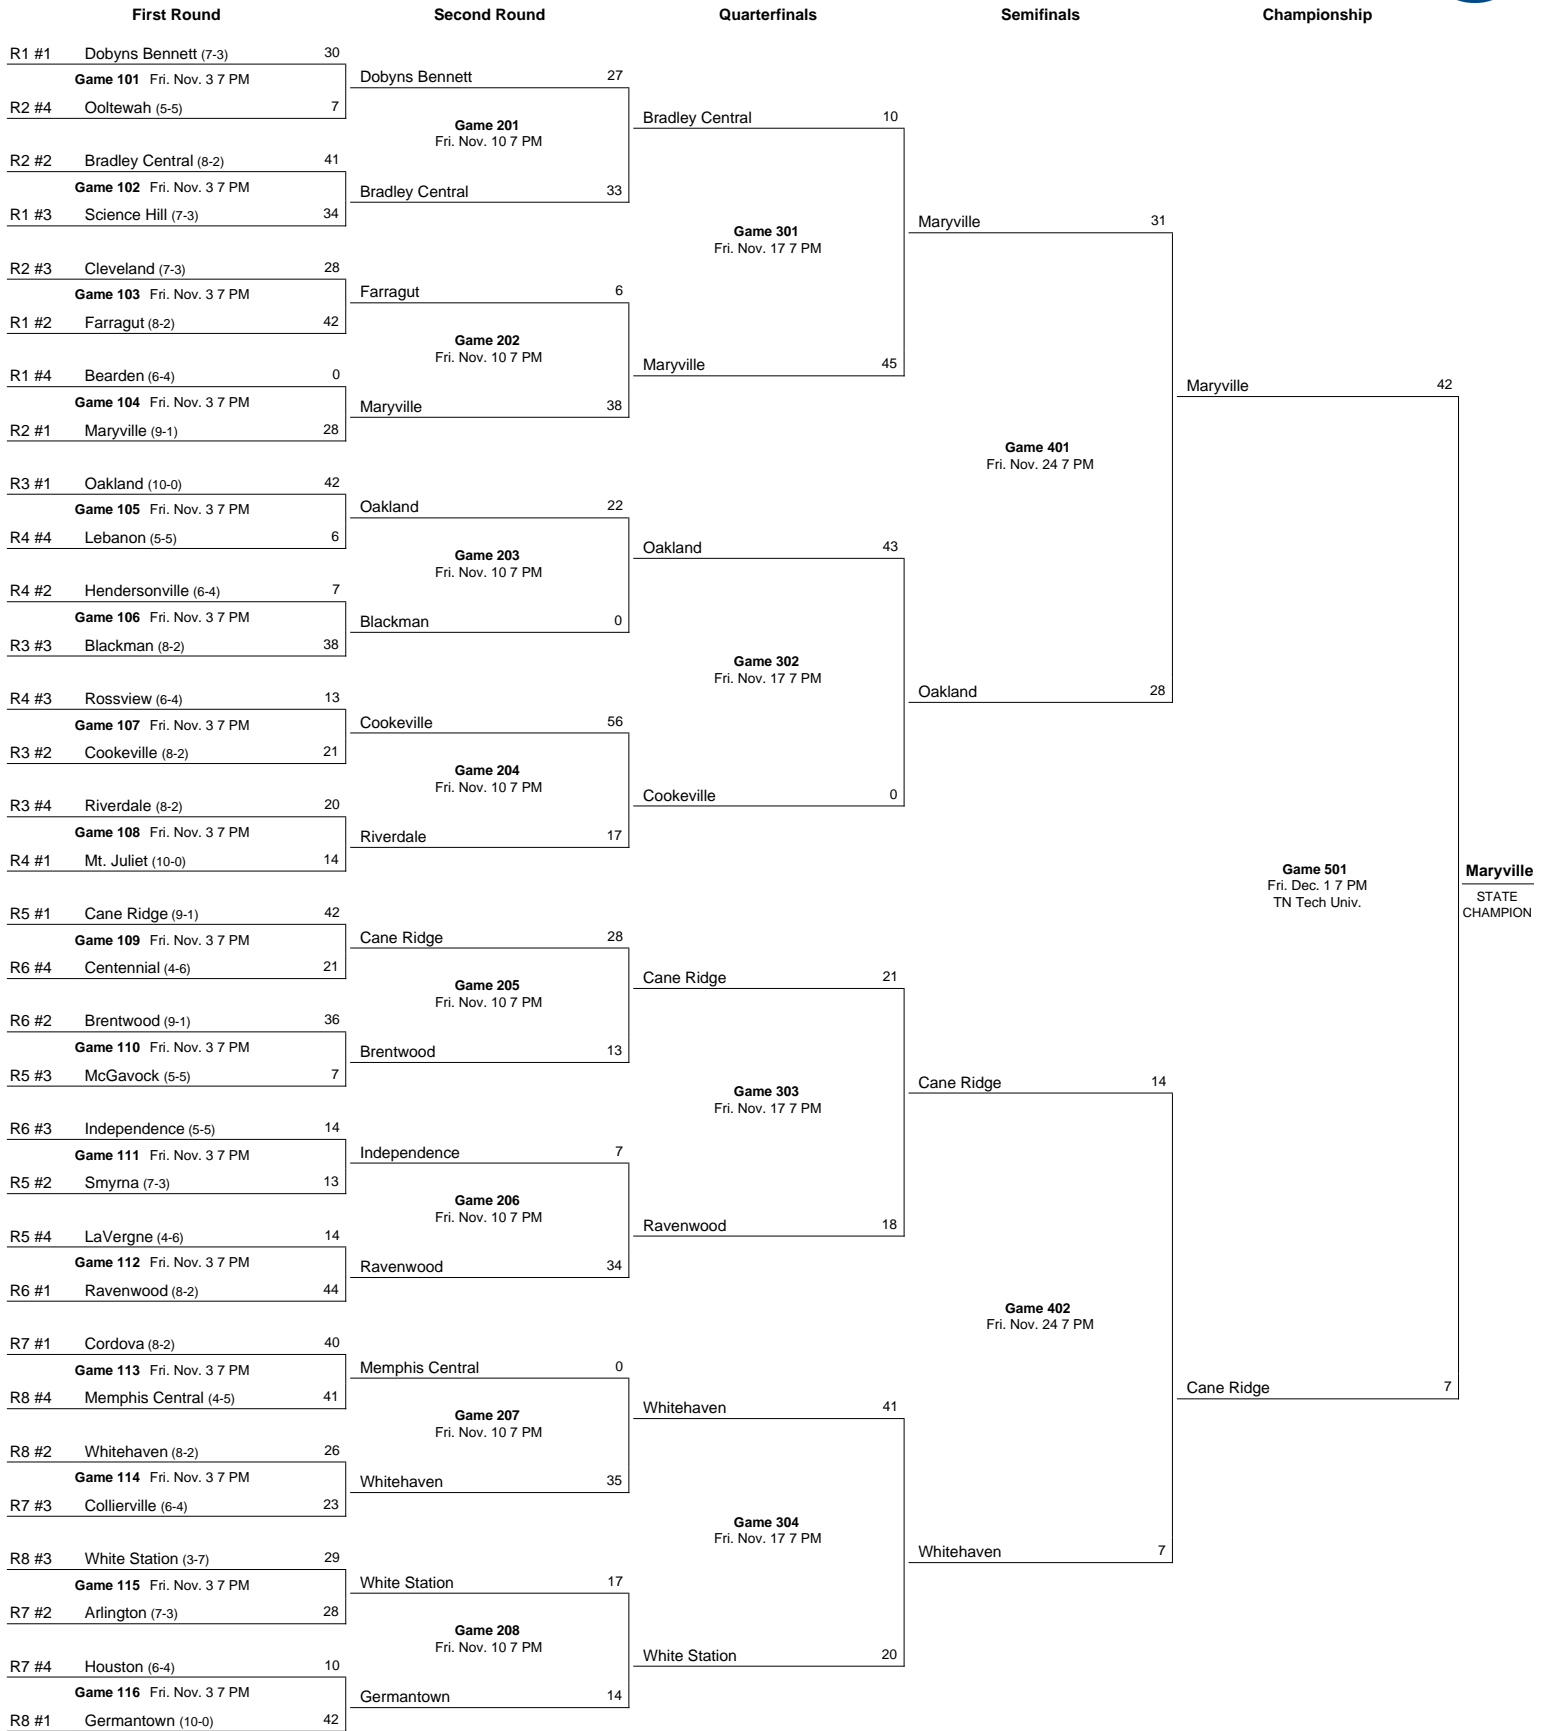 First Round
Second Round
Quarterfinals
Semifinals
Championship
R1 #1 Dobyns Bennett (7-3) 30
Game 101 Fri. Nov. 3 7 PM
R2 #4 Ooltewah (5-5) 7
R2 #2 Bradley Central (8-2) 41
Game 102 Fri. Nov. 3 7 PM
R1 #3 Science Hill (7-3) 34
R2 #3 Cleveland (7-3) 28
Game 103 Fri. Nov. 3 7 PM
R1 #2 Farragut (8-2) 42
R1 #4 Bearden (6-4) 0
Game 104 Fri. Nov. 3 7 PM
R2 #1 Maryville (9-1) 28
R3 #1 Oakland (10-0) 42
Game 105 Fri. Nov. 3 7 PM
R4 #4 Lebanon (5-5) 6
R4 #2 Hendersonville (6-4) 7
Game 106 Fri. Nov. 3 7 PM
R3 #3 Blackman (8-2) 38
R4 #3 Rossview (6-4) 13
Game 107 Fri. Nov. 3 7 PM
R3 #2 Cookeville (8-2) 21
R3 #4 Riverdale (8-2) 20
Game 108 Fri. Nov. 3 7 PM
R4 #1 Mt. Juliet (10-0) 14
R5 #1 Cane Ridge (9-1) 42
Game 109 Fri. Nov. 3 7 PM
R6 #4 Centennial (4-6) 21
R6 #2 Brentwood (9-1) 36
Game 110 Fri. Nov. 3 7 PM
R5 #3 McGavock (5-5) 7
R6 #3 Independence (5-5) 14
Game 111 Fri. Nov. 3 7 PM
R5 #2 Smyrna (7-3) 13
R5 #4 LaVergne (4-6) 14
Game 112 Fri. Nov. 3 7 PM
R6 #1 Ravenwood (8-2) 44
R7 #1 Cordova (8-2) 40
Game 113 Fri. Nov. 3 7 PM
R8 #4 Memphis Central (4-5) 41
R8 #2 Whitehaven (8-2) 26
Game 114 Fri. Nov. 3 7 PM
R7 #3 Collierville (6-4) 23
R8 #3 White Station (3-7) 29
Game 115 Fri. Nov. 3 7 PM
R7 #2 Arlington (7-3) 28
R7 #4 Houston (6-4) 10
Game 116 Fri. Nov. 3 7 PM
R8 #1 Germantown (10-0) 42
Dobyns Bennett 27
Game 201
Fri. Nov. 10 7 PM
Bradley Central 33
Farragut 6
Game 202
Fri. Nov. 10 7 PM
Maryville 38
Oakland 22
Game 203
Fri. Nov. 10 7 PM
Blackman 0
Cookeville 56
Game 204
Fri. Nov. 10 7 PM
Riverdale 17
Cane Ridge 28
Game 205
Fri. Nov. 10 7 PM
Brentwood 13
Independence 7
Game 206
Fri. Nov. 10 7 PM
Ravenwood 34
Memphis Central 0
Game 207
Fri. Nov. 10 7 PM
Whitehaven 35
White Station 17
Game 208
Fri. Nov. 10 7 PM
Germantown 14
Bradley Central 10
Game 301
Fri. Nov. 17 7 PM
Maryville 45
Oakland 43
Game 302
Fri. Nov. 17 7 PM
Cookeville 0
Cane Ridge 21
Game 303
Fri. Nov. 17 7 PM
Ravenwood 18
Whitehaven 41
Game 304
Fri. Nov. 17 7 PM
White Station 20
Maryville 31
Game 401
Fri. Nov. 24 7 PM
Oakland 28
Cane Ridge 14
Game 402
Fri. Nov. 24 7 PM
Whitehaven 7
Maryville 42
Game 501
Fri. Dec. 1 7 PM
TN Tech Univ.
Cane Ridge 7
Maryville
STATE
CHAMPION